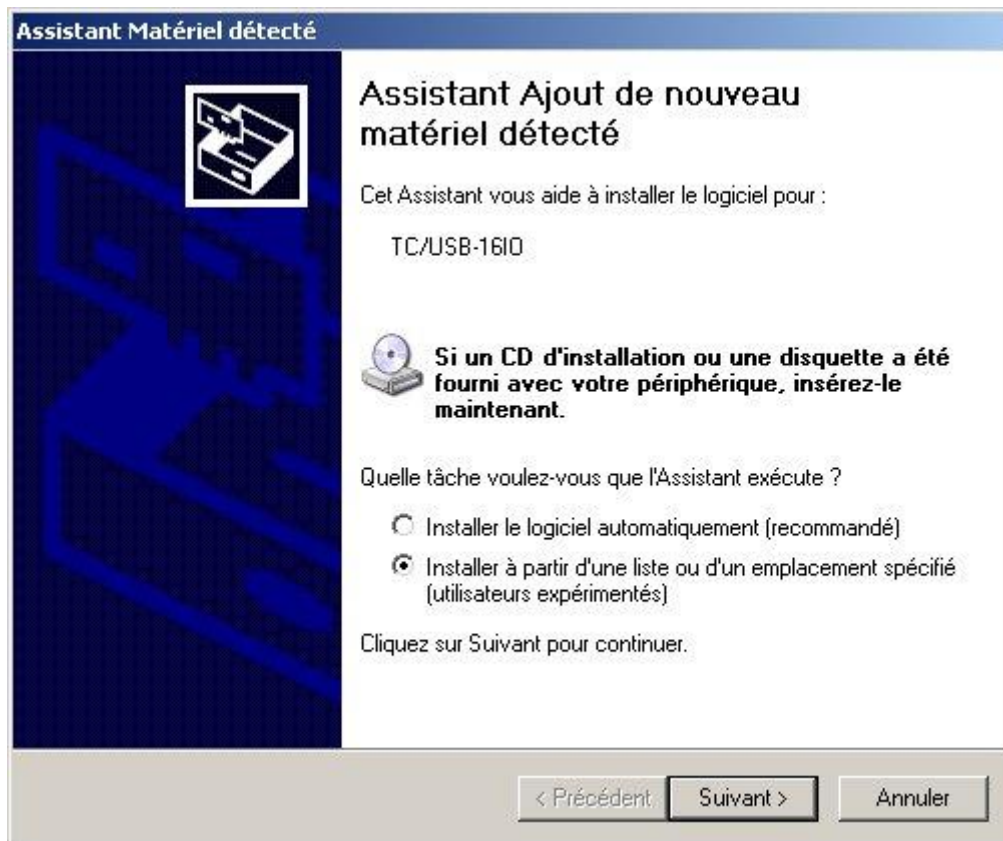 Assistant Matériel détecté
Assistant Ajout de nouveau
matériel détecté
Cet Assistant vous aide à installer le logiciel pour :
TC/USB-16IO
Si un CD d'installation ou une disquette a été
fourni avec votre périphérique, insérez-le
maintenant.
Quelle tâche voulez-vous que l'Assistant exécute ?
Installer le logiciel automatiquement (recommandé)
Installer à partir d'une liste ou d'un emplacement spécifié
(utilisateurs expérimentés)
Cliquez sur Suivant pour continuer.
< Précédent
Suivant >
Annuler